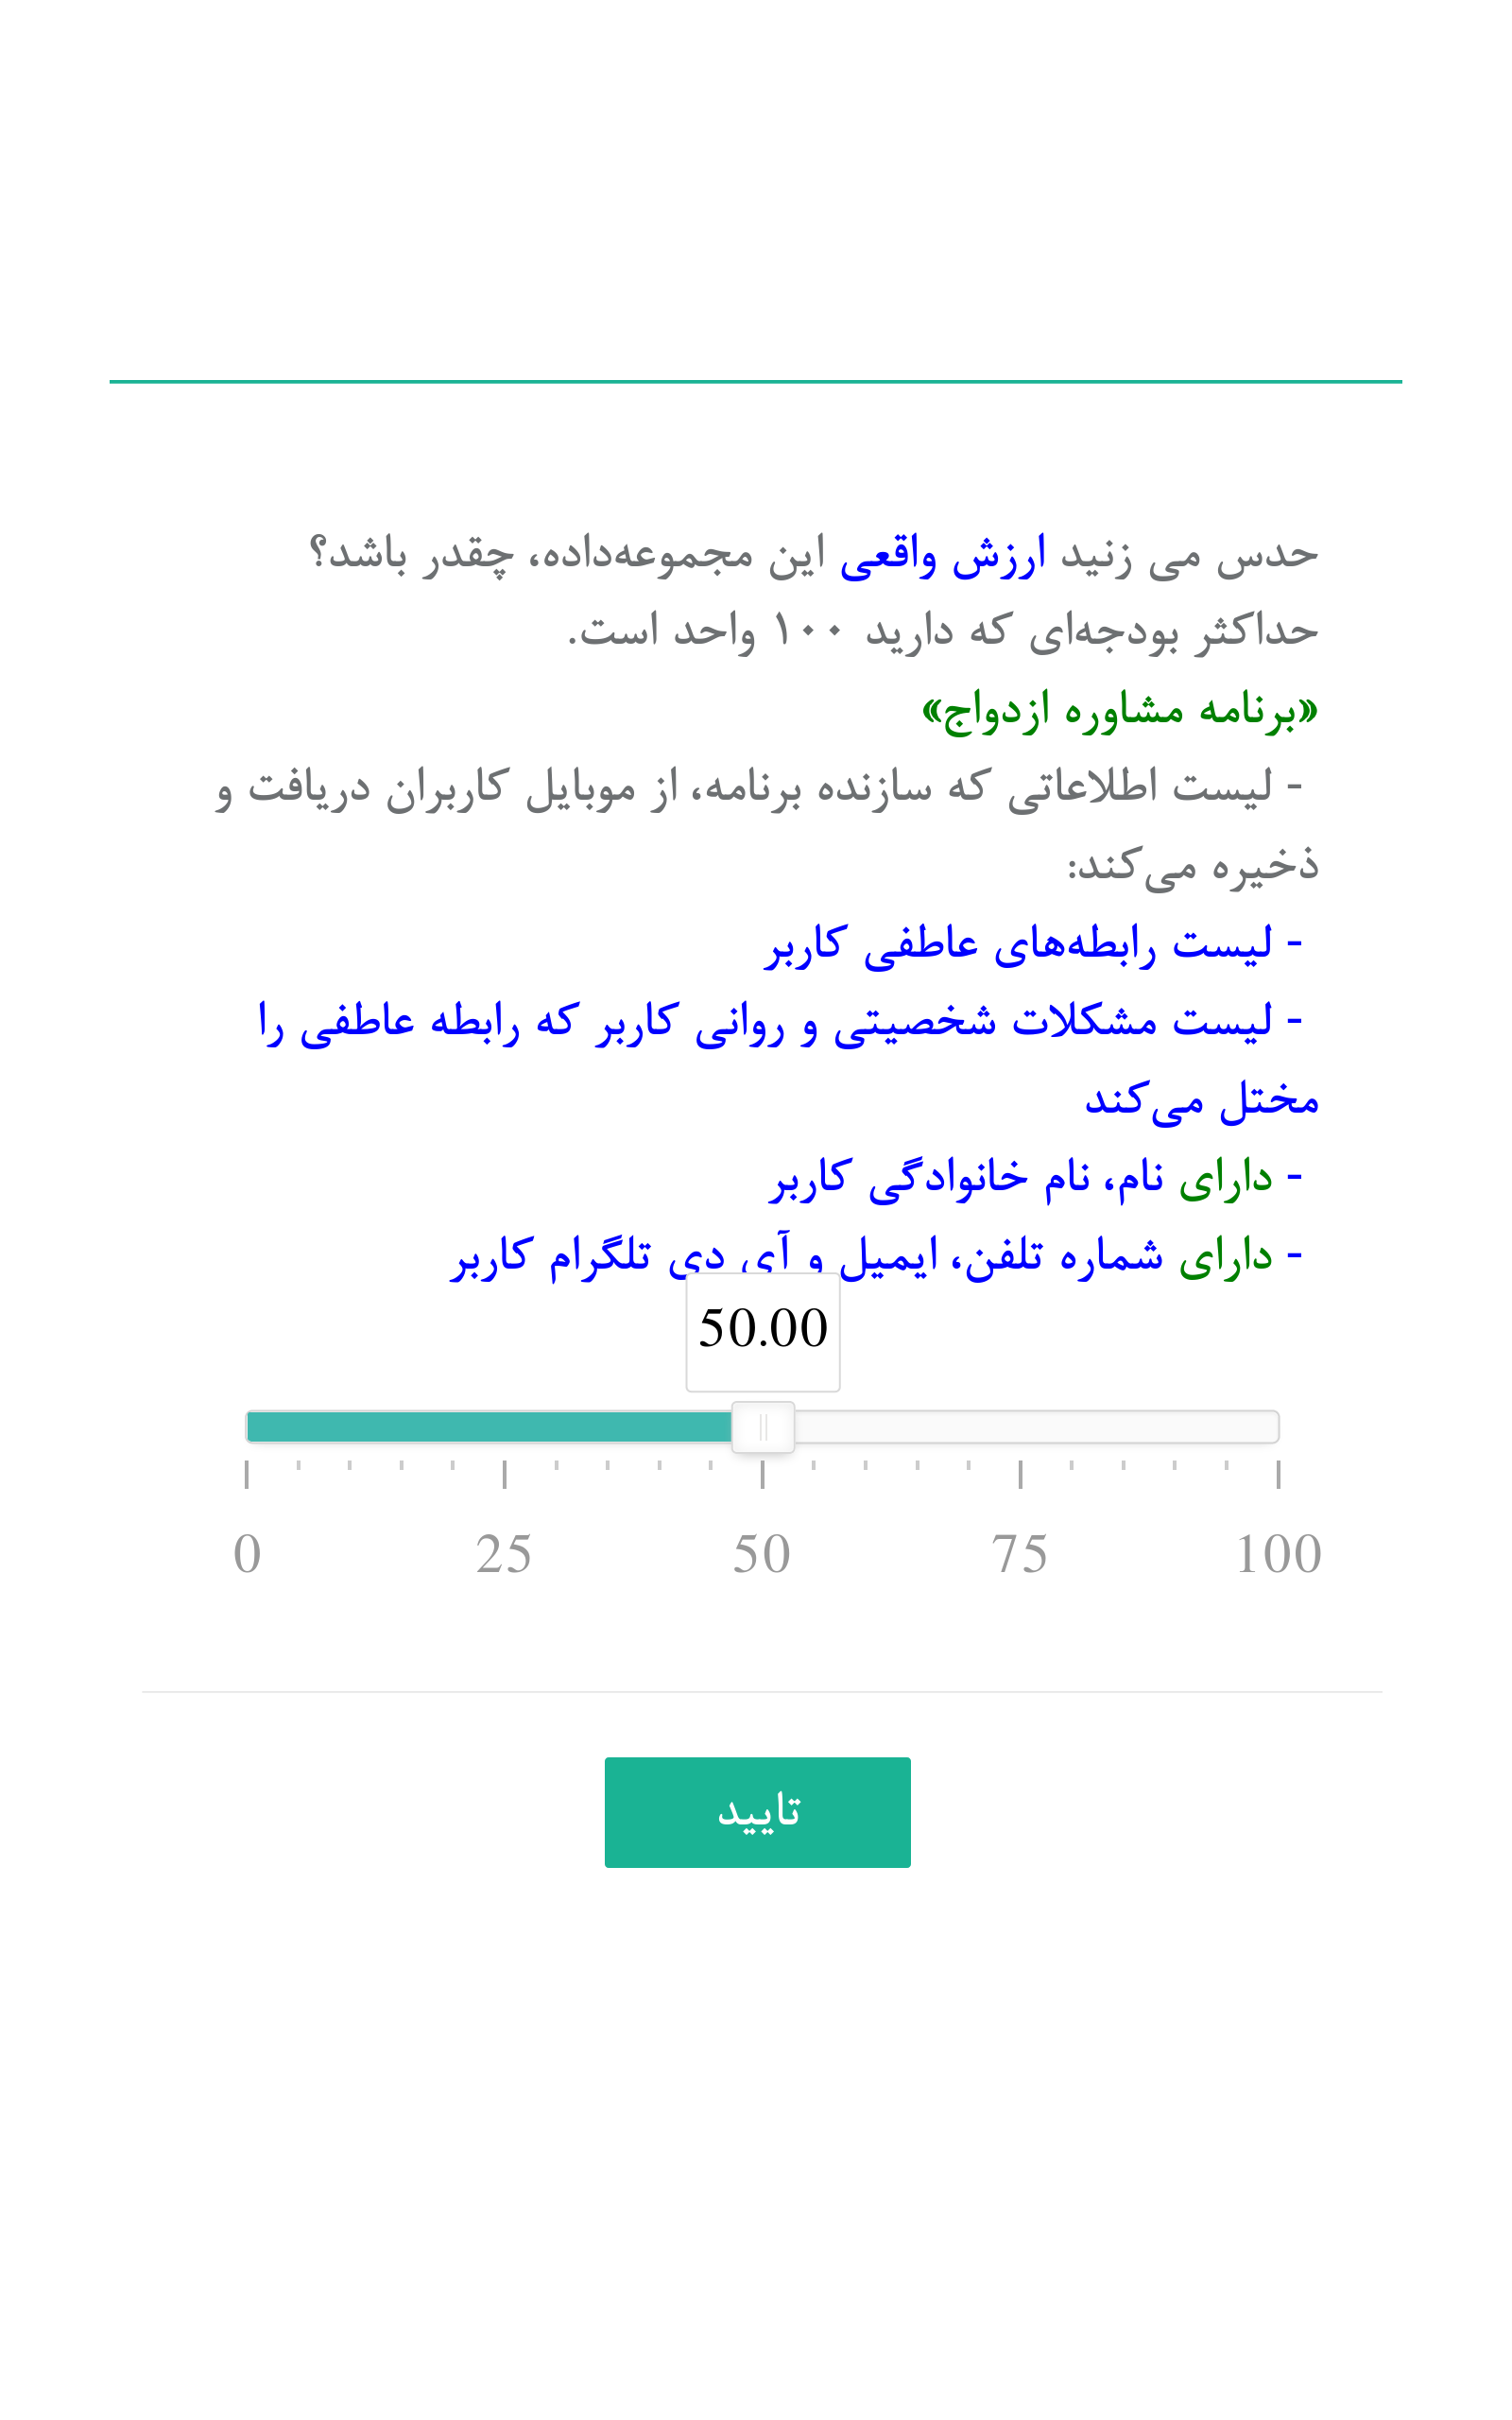 حدس می زنید ارزش واقعی این مجموعه‌داده، چقدر باشد؟
حداکثر بودجه‌ای که دارید ۱۰۰ واحد است.
«برنامه مشاوره ازدواج»
- لیست اطلاعاتی که سازنده برنامه، از موبایل کاربران دریافت و
ذخیره می‌کند:
- لیست رابطه‌های عاطفی کاربر
- لیست مشکلات شخصیتی و روانی کاربر که رابطه عاطفی را
مختل می‌کند
- دارای نام، نام خانوادگی کاربر
- دارای شماره تلفن، ایمیل و آی دی تلگرام کاربر
50.00
0 25 50 75 100
تایید